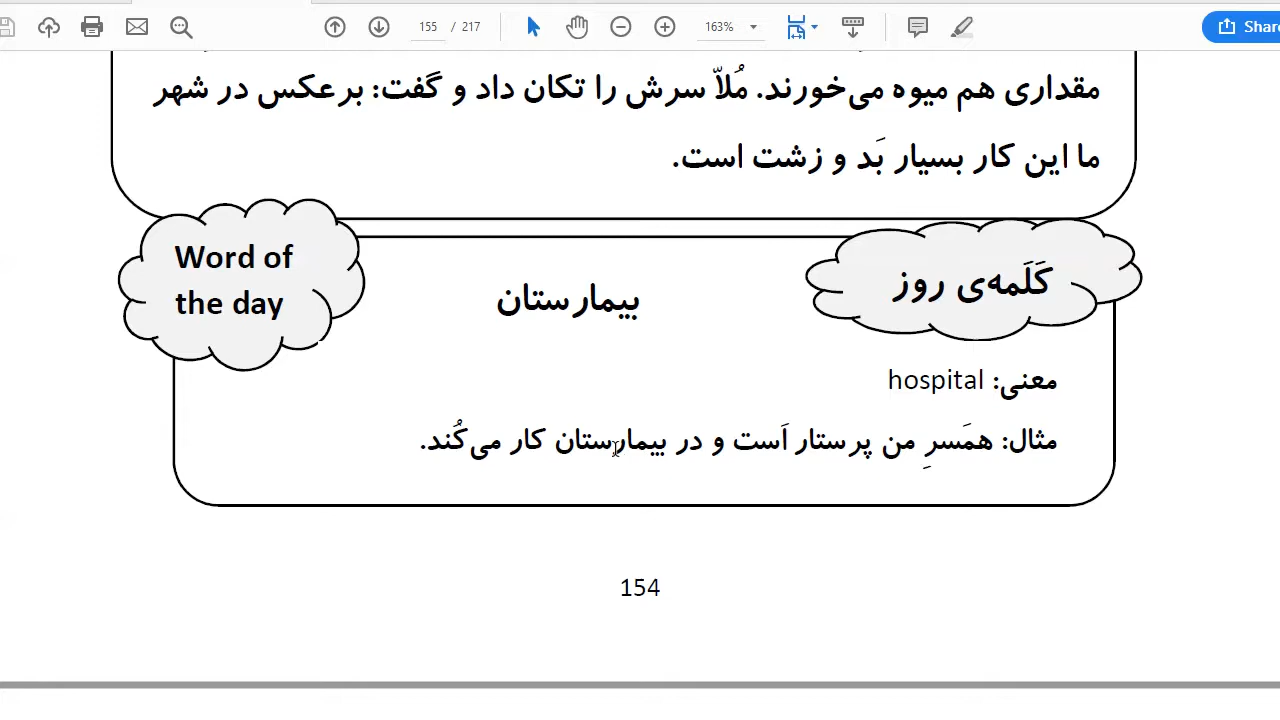 155 / 217
163%
Share
مقداری هم میوه می‌خورند. مُلاّ سرش را تکان داد و گفت: برعکس در شهر
ما این کار بسیار بَد و زشت است.
Word of
the day
کَلَمه‌ی روز
بیمارستان
معنی: hospital
مثال: همَسرِ من پرستار اَست و در بیمارستان کار می‌کُند.
154